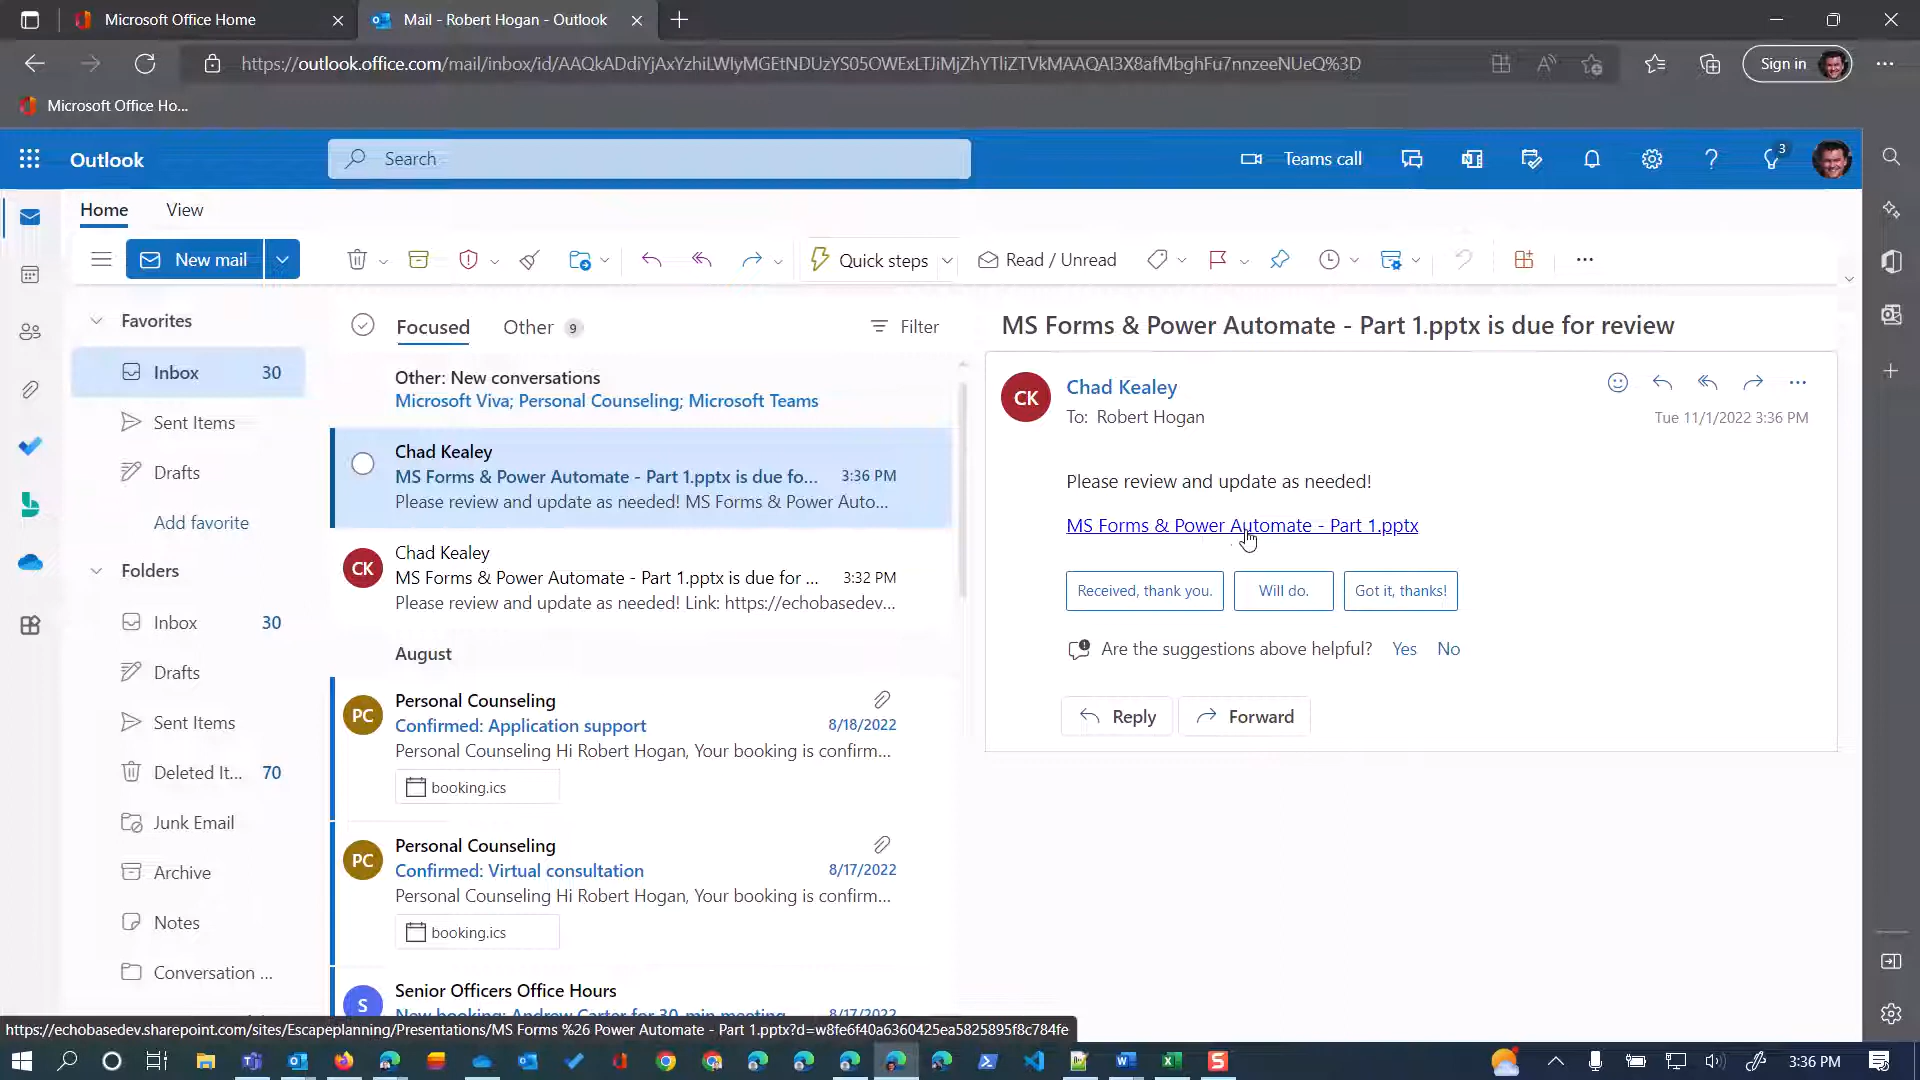 Microsoft Office Home
Mail - Robert Hogan - Outlook
https://outlook.office.com/mail/inbox/id/AAQkADdiYjAxYzhiLWIyMGEtNDUzYS05OWExLTJiMjZhYTliZTVkMAAQAI3X8afMbghFu7nnzeeNUeQ%3D
Sign in
Microsoft Office Ho...
Outlook
Search
Teams call
3
Home
View
New mail
Quick steps
Read / Unread
Favorites
Inbox 30
Sent Items
Drafts
Add favorite
Folders
Inbox 30
Drafts
Sent Items
Deleted It... 70
Junk Email
Archive
Notes
Conversation ...
Focused
Other 9
Filter
Other: New conversations
Microsoft Viva; Personal Counseling; Microsoft Teams
Chad Kealey
MS Forms & Power Automate - Part 1.pptx is due fo... 3:36 PM
Please review and update as needed! MS Forms & Power Auto...
CK
Chad Kealey
MS Forms & Power Automate - Part 1.pptx is due for ... 3:32 PM
Please review and update as needed! Link: https://echobasedev...
August
PC
Personal Counseling
Confirmed: Application support 8/18/2022
Personal Counseling Hi Robert Hogan, Your booking is confirm...
booking.ics
PC
Personal Counseling
Confirmed: Virtual consultation 8/17/2022
Personal Counseling Hi Robert Hogan, Your booking is confirm...
booking.ics
S
Senior Officers Office Hours
New booking: Andrew Carter for 30-min meeting 8/17/2022
MS Forms & Power Automate - Part 1.pptx is due for review
CK
Chad Kealey
To: Robert Hogan
Tue 11/1/2022 3:36 PM
Please review and update as needed!
MS Forms & Power Automate - Part 1.pptx
Received, thank you.
Will do.
Got it, thanks!
Are the suggestions above helpful? Yes No
Reply
Forward
https://echobasedev.sharepoint.com/sites/Escapeplanning/Presentations/MS Forms %26 Power Automate - Part 1.pptx?d=w8fe6f40a6360425ea5825895f8c784fe
3:36 PM